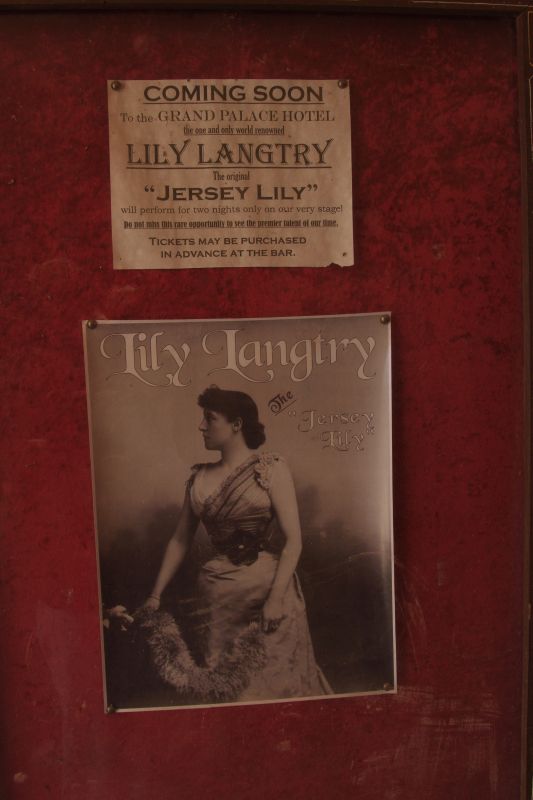 COMING SOON
To the GRAND PALACE HOTEL
the one and only world renowned
LILY LANGTRY
The original
"JERSEY LILY"
will perform for two nights only on our very stage!
Do not miss this rare opportunity to see the premier talent of our time.
TICKETS MAY BE PURCHASED
IN ADVANCE AT THE BAR.
Lily Langtry
The
"Jersey
Lily"